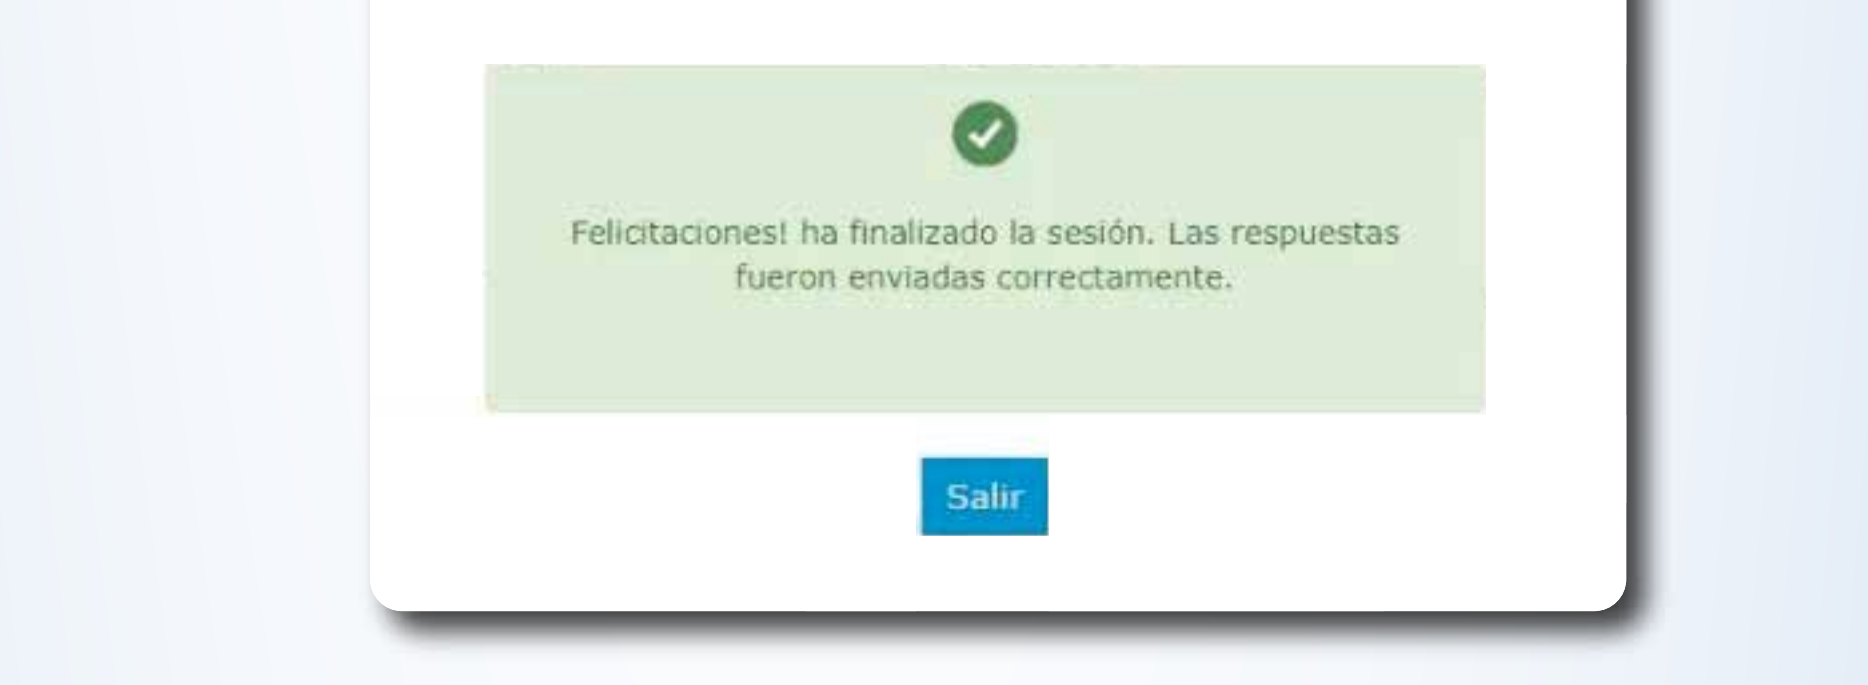 Felicitaciones! ha finalizado la sesión. Las respuestas
fueron enviadas correctamente.
Salir